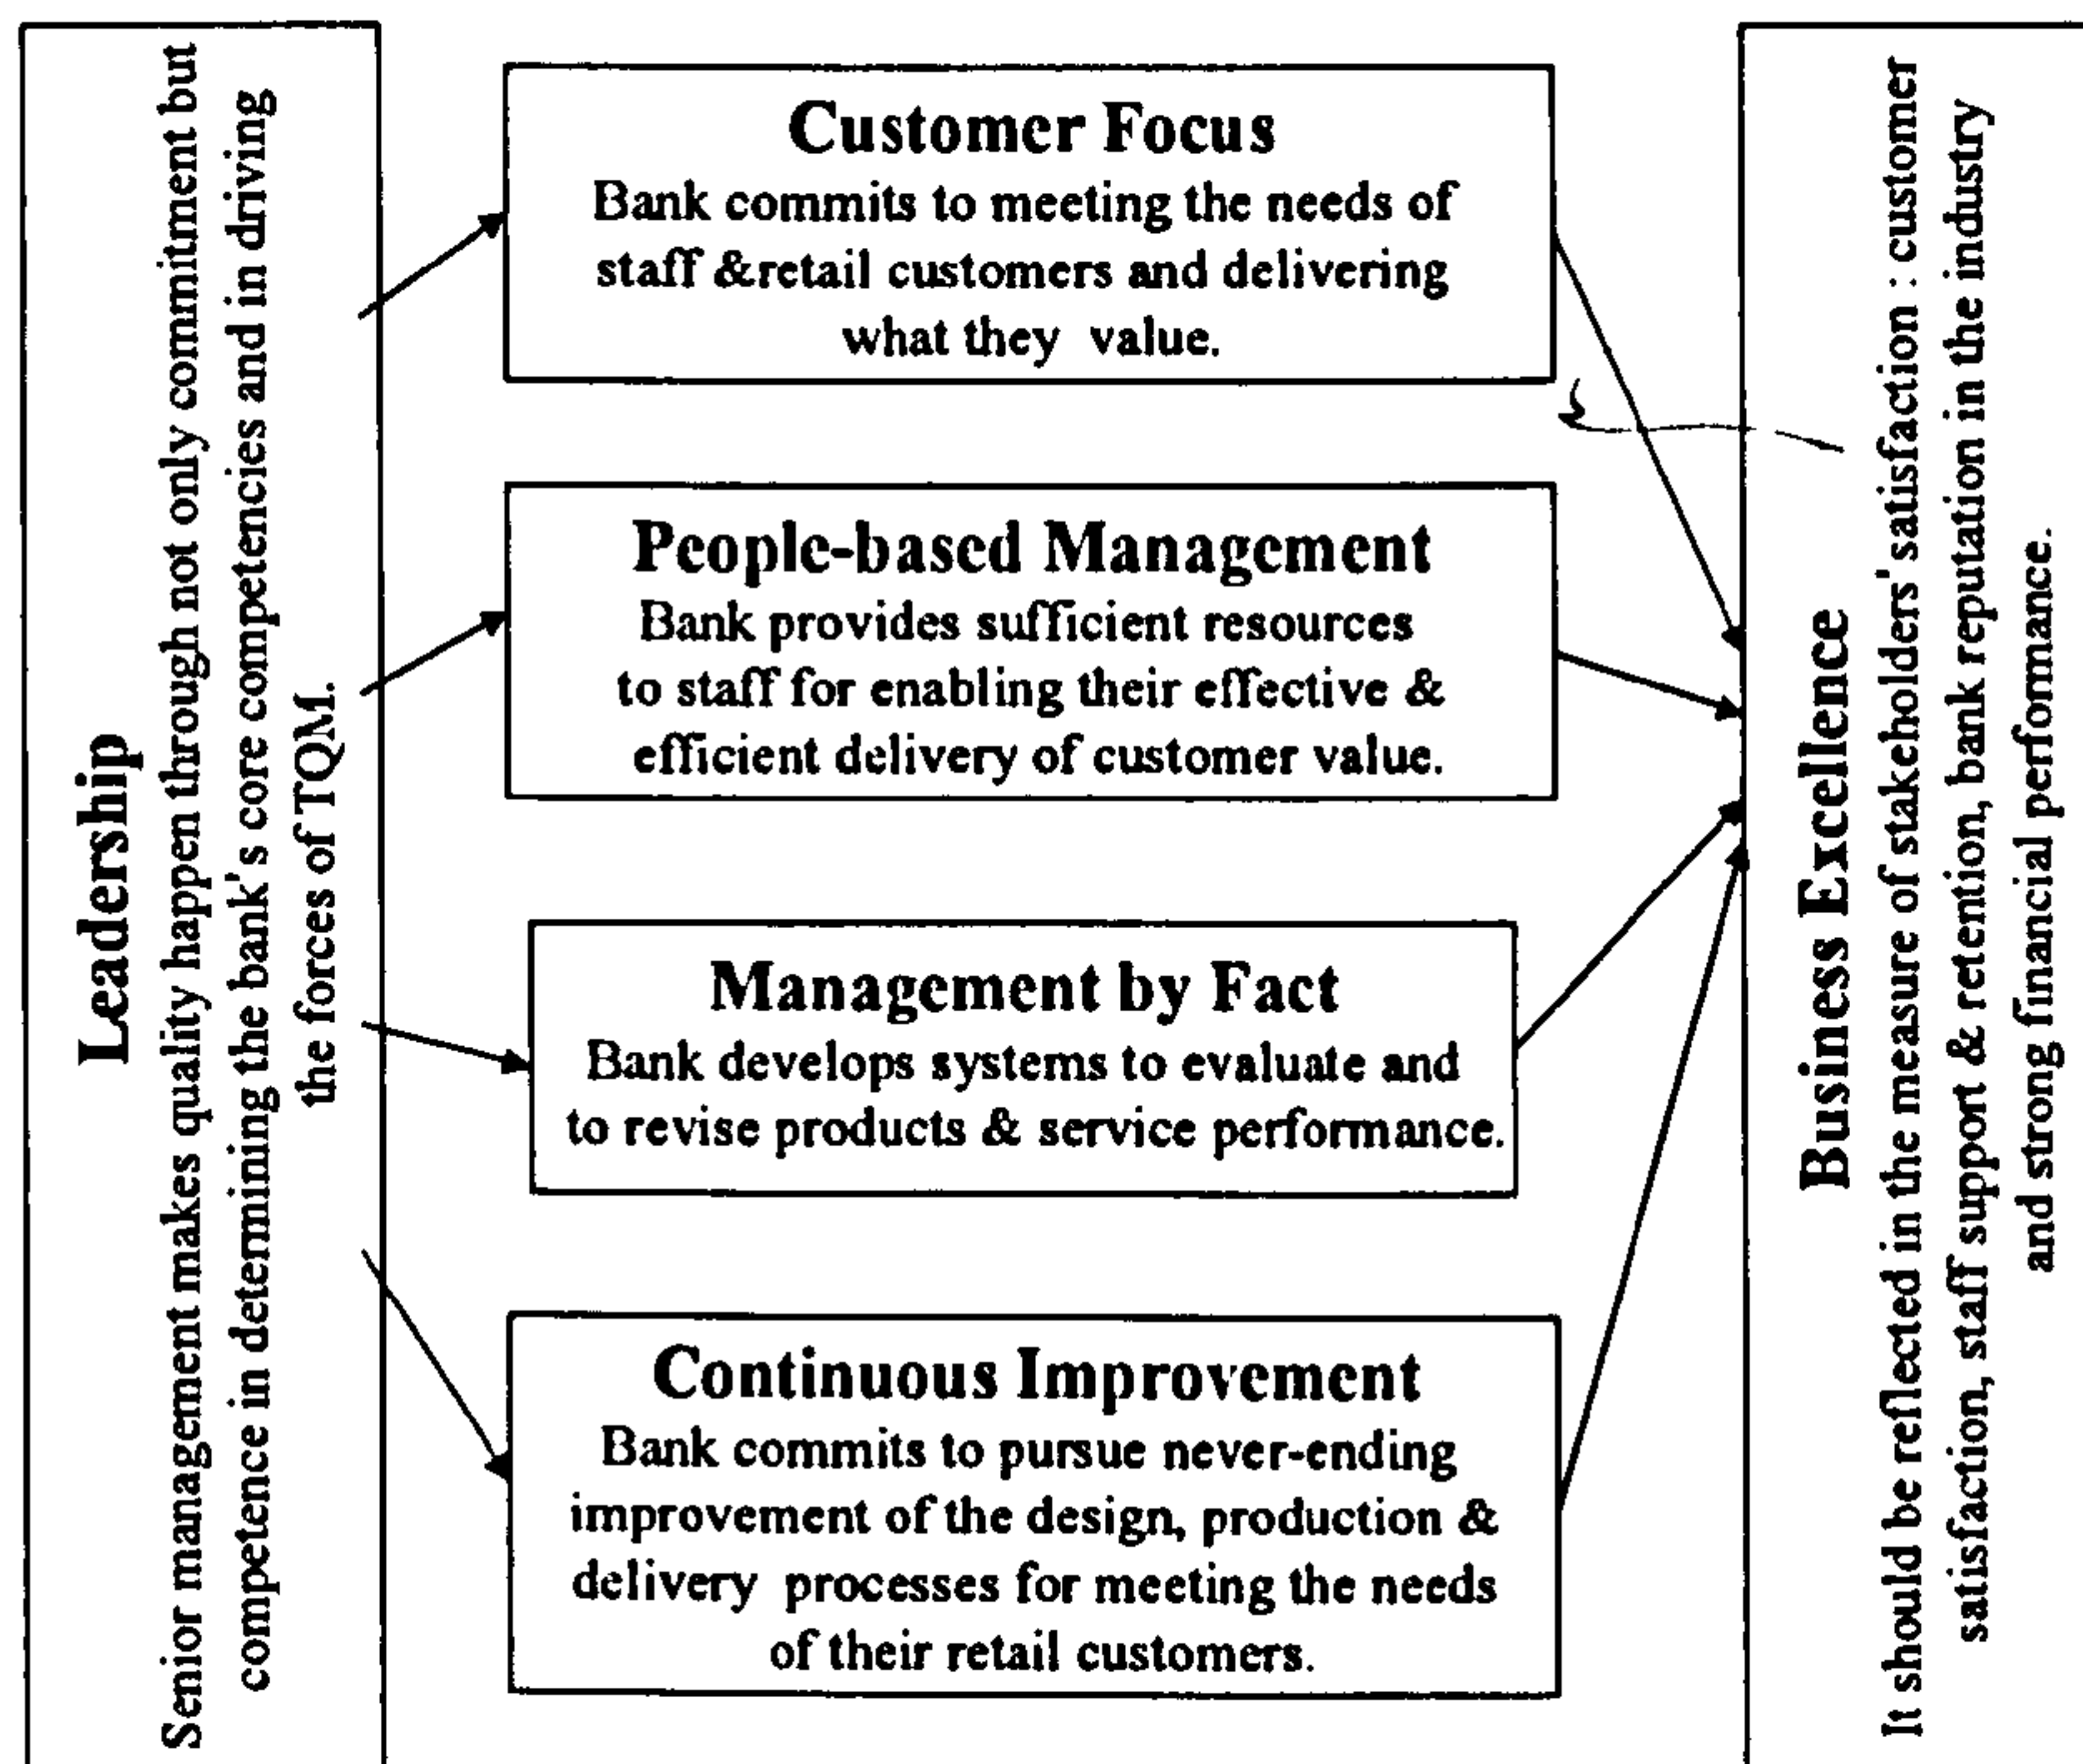 Leadership
Senior management makes quality happen through not only commitment but
competence in determining the bank's core competencies and in driving
the forces of TQM.
Customer Focus
Bank commits to meeting the needs of
staff &retail customers and delivering
what they value.
People-based Management
Bank provides sufficient resources
to staff for enabling their effective &
efficient delivery of customer value.
Management by Fact
Bank develops systems to evaluate and
to revise products & service performance.
Continuous Improvement
Bank commits to pursue never-ending
improvement of the design, production &
delivery processes for meeting the needs
of their retail customers.
Business Excellence
It should be reflected in the measure of stakeholders' satisfaction : customer
satisfaction, staff support & retention, bank reputation in the industry
and strong financial performance.